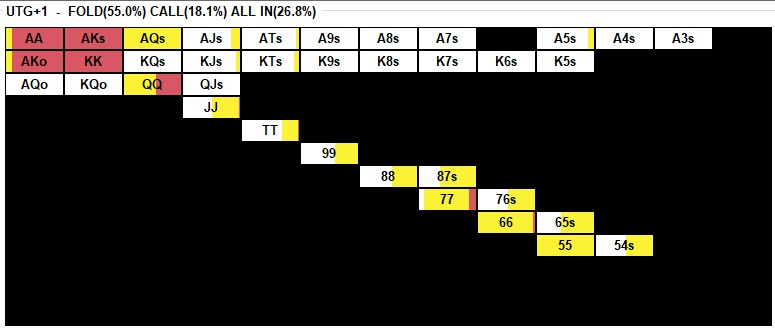 UTG+1 - FOLD(55.0%) CALL(18.1%) ALL IN(26.8%)
AA AKs AQs AJs ATs A9s A8s A7s A5s A4s A3s
AKo KK KQs KJs KTs K9s K8s K7s K6s K5s
AQo KQo QQ QJs
JJ
TT
99
88 87s
77 76s
66 65s
55 54s